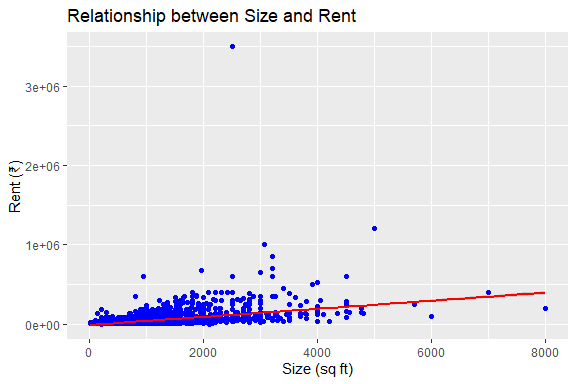 Relationship between Size and Rent
Rent (₹)
3e+06
2e+06
1e+06
0e+00
0 2000 4000 6000 8000
Size (sq ft)